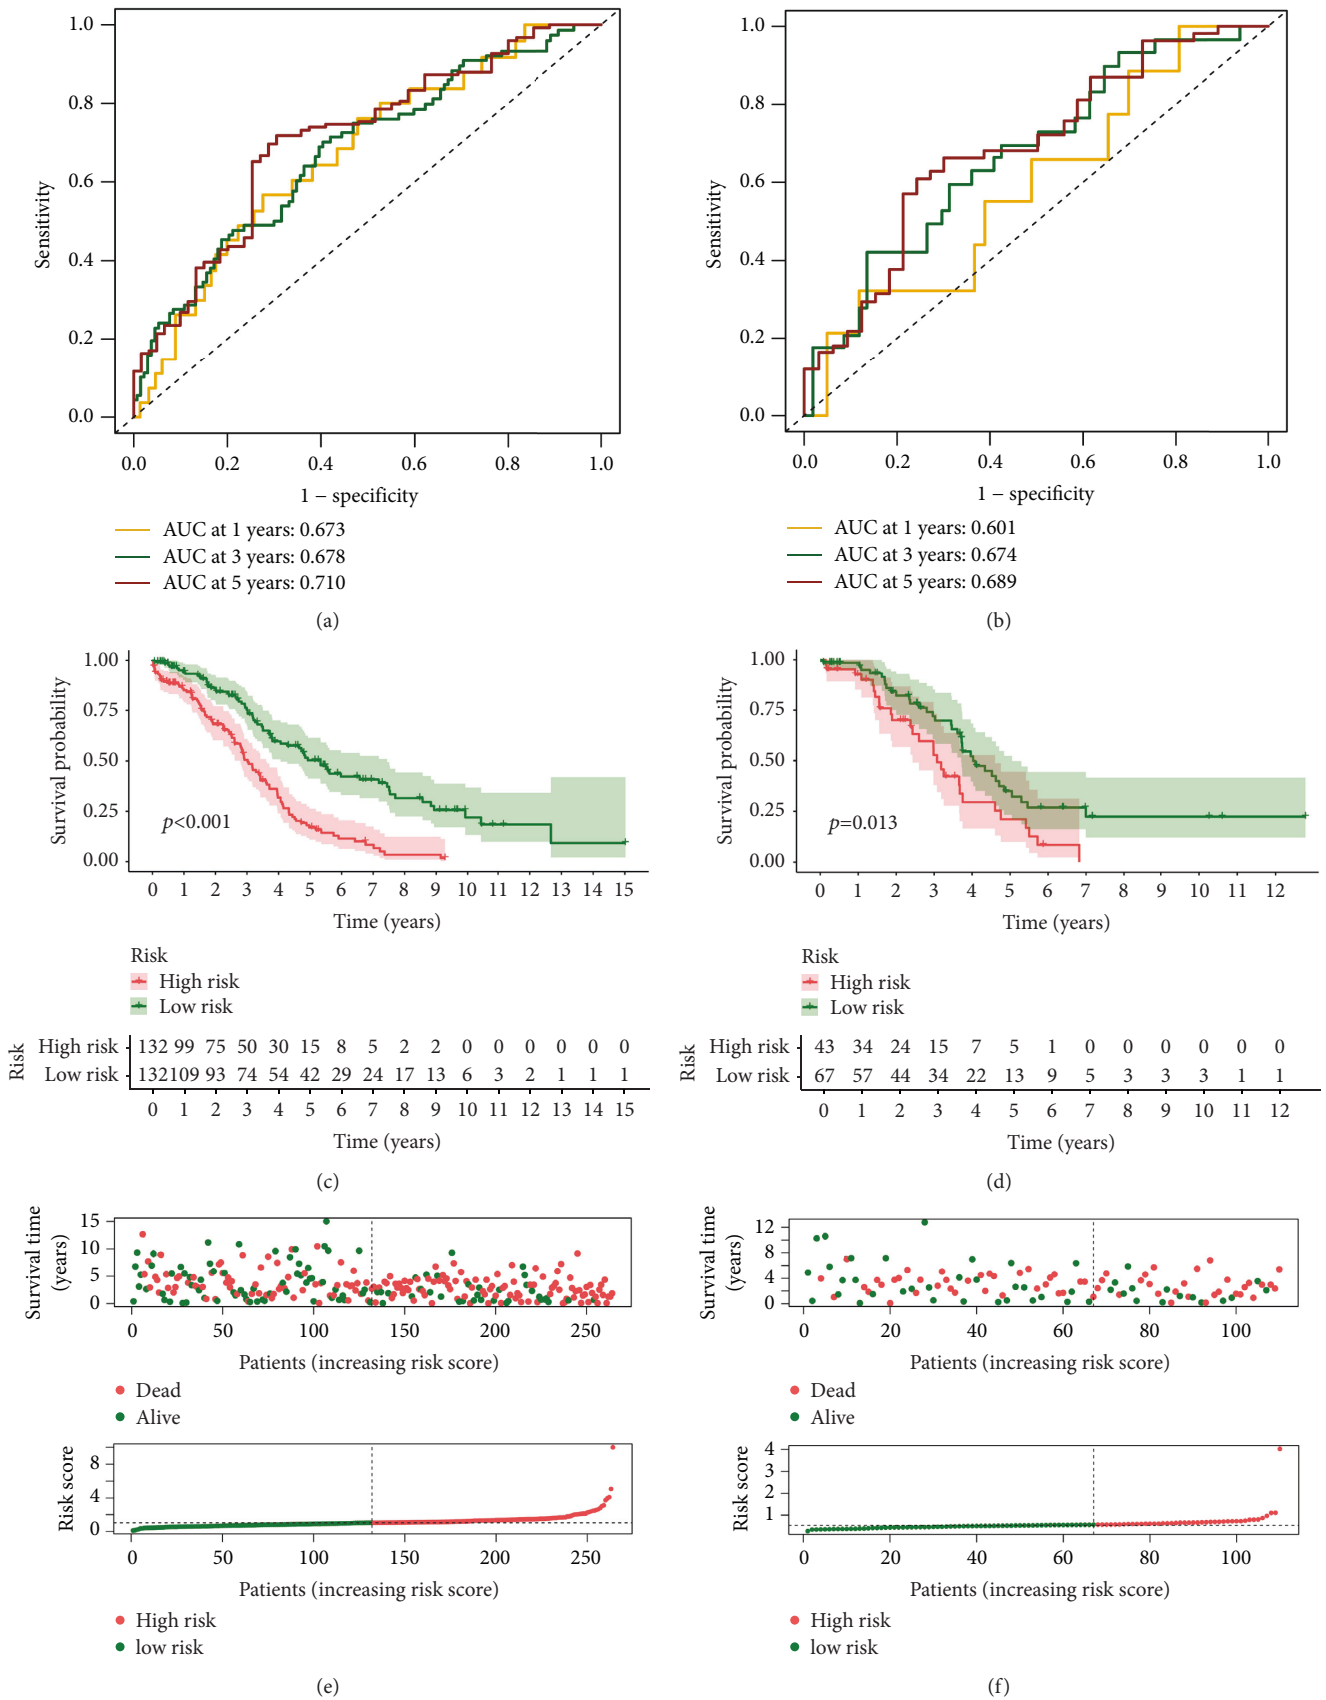 1.0
0.8
0.6
0.4
0.2
0.0
Sensitivity
0.0 0.2 0.4 0.6 0.8 1.0
1 − specificity
AUC at 1 years: 0.673
AUC at 3 years: 0.678
AUC at 5 years: 0.710
(a)
1.0
0.8
0.6
0.4
0.2
0.0
Sensitivity
0.0 0.2 0.4 0.6 0.8 1.0
1 − specificity
AUC at 1 years: 0.601
AUC at 3 years: 0.674
AUC at 5 years: 0.689
(b)
1.00
0.75
0.50
0.25
0.00
Survival probability
p<0.001
0 1 2 3 4 5 6 7 8 9 10 11 12 13 14 15
Time (years)
Risk
High risk
Low risk
Risk
High risk 132 99 75 50 30 15 8 5 2 2 0 0 0 0 0 0
Low risk 132 109 93 74 54 42 29 24 17 13 6 3 2 1 1 1
0 1 2 3 4 5 6 7 8 9 10 11 12 13 14 15
Time (years)
(c)
1.00
0.75
0.50
0.25
0.00
Survival probability
p=0.013
0 1 2 3 4 5 6 7 8 9 10 11 12
Time (years)
Risk
High risk
Low risk
Risk
High risk 43 34 24 15 7 5 1 0 0 0 0 0 0
Low risk 67 57 44 34 22 13 9 5 3 3 3 1 1
0 1 2 3 4 5 6 7 8 9 10 11 12
Time (years)
(d)
Survival time
(years)
15
10
5
0
0 50 100 150 200 250
Patients (increasing risk score)
Dead
Alive
Risk score
8
4
0
0 50 100 150 200 250
Patients (increasing risk score)
High risk
low risk
(e)
Survival time
(years)
12
8
4
0
0 20 40 60 80 100
Patients (increasing risk score)
Dead
Alive
Risk score
4
3
2
1
0 20 40 60 80 100
Patients (increasing risk score)
High risk
low risk
(f)